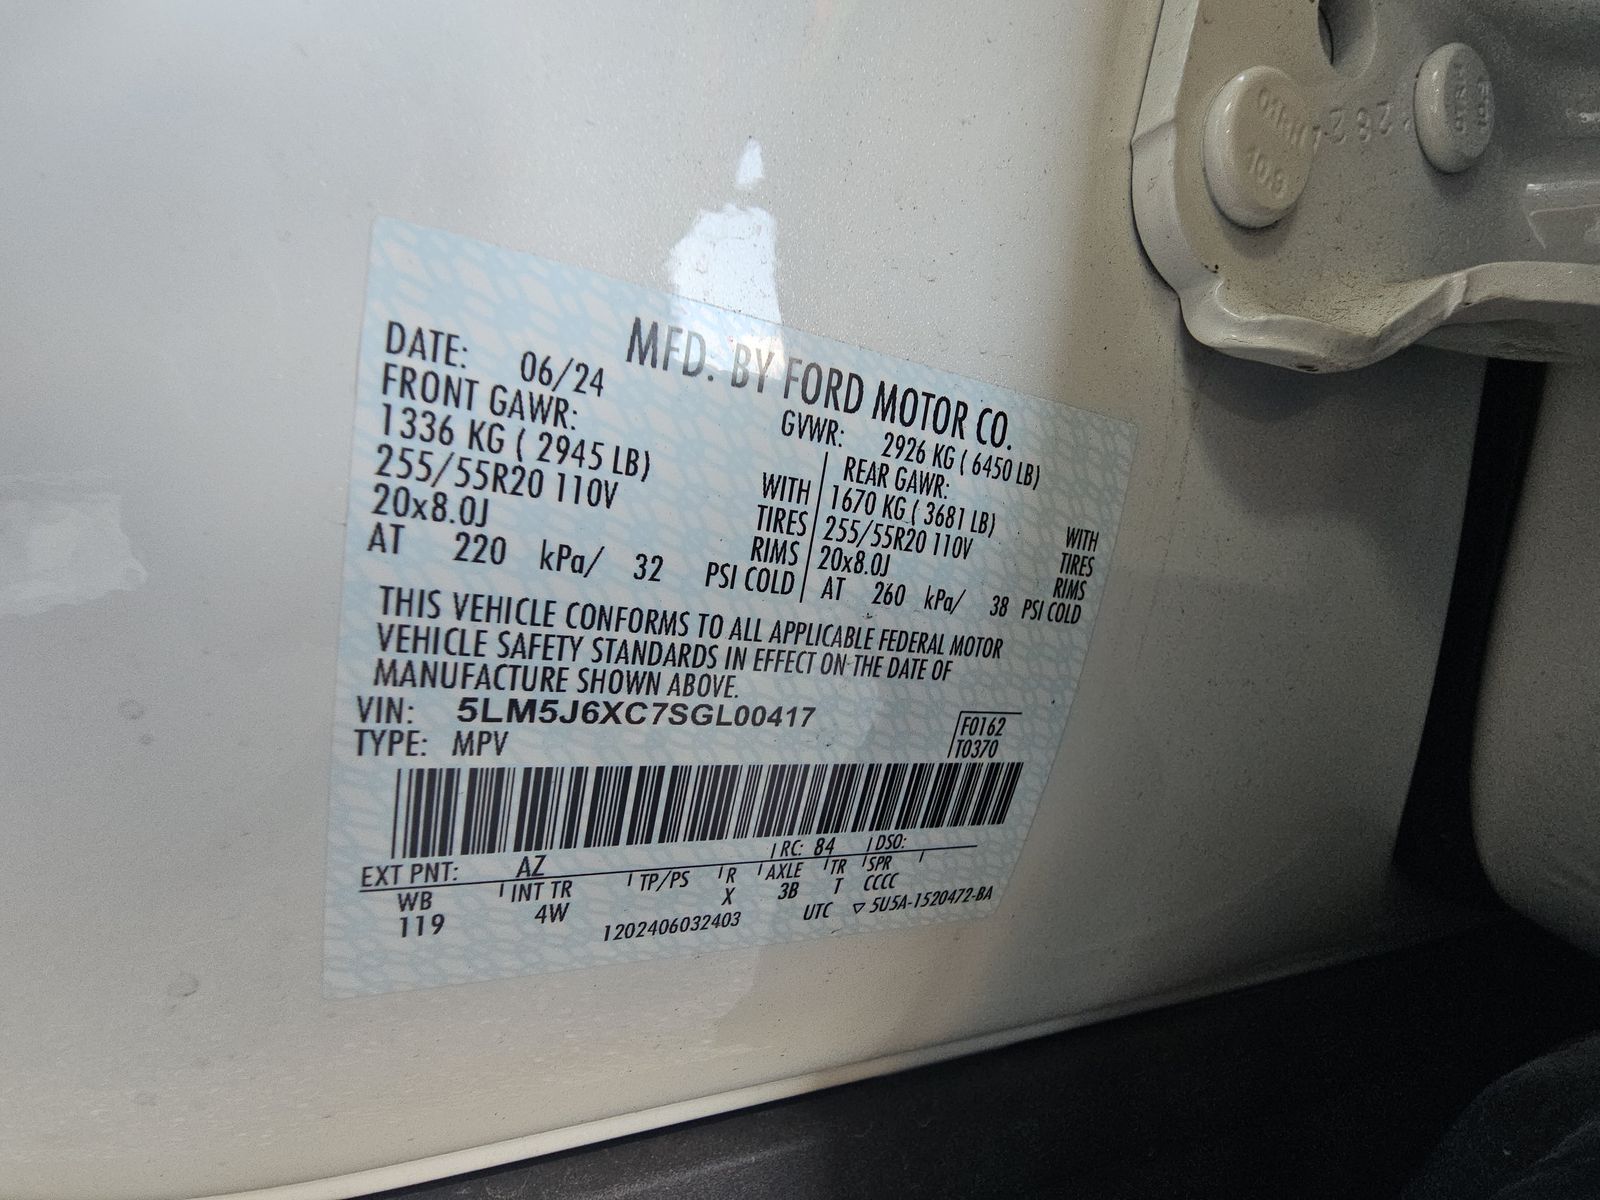 MFD. BY FORD MOTOR CO.
DATE: 06/24
GVWR: 2926 KG ( 6450 LB)
FRONT GAWR:
1336 KG ( 2945 LB) WITH
255/55R20 110V TIRES
20x8.0J RIMS
AT 220 kPa/ 32 PSI COLD
REAR GAWR:
1670 KG ( 3681 LB) WITH
255/55R20 110V TIRES
20x8.0J RIMS
AT 260 kPa/ 38 PSI COLD
THIS VEHICLE CONFORMS TO ALL APPLICABLE FEDERAL MOTOR
VEHICLE SAFETY STANDARDS IN EFFECT ON THE DATE OF
MANUFACTURE SHOWN ABOVE.
VIN: 5LM5J6XC7SGL00417
TYPE: MPV
F0162
T0370
EXT PNT: AZ RC: 84 DSO:
WB INT TR TP/PS R AXLE TR SPR
119 4W X 3B T CCCC
1202406032403 UTC ▽ 5U5A-1520472-BA
10.9